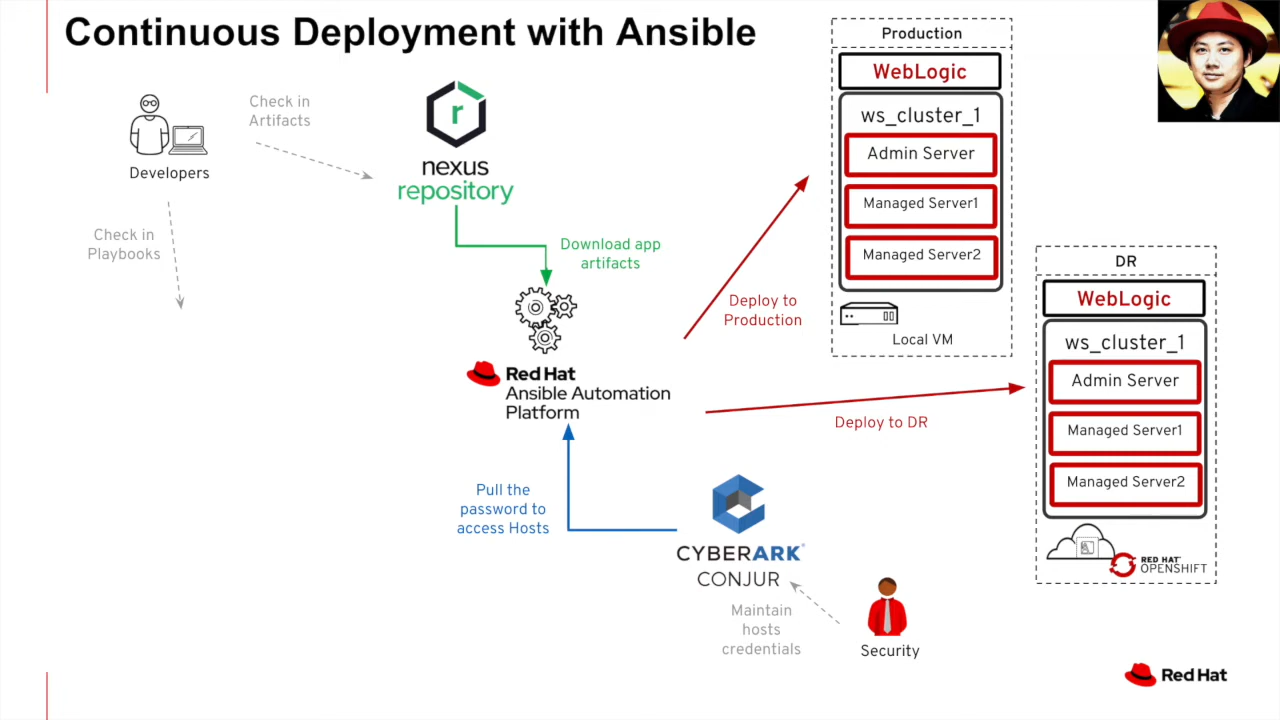 Continuous Deployment with Ansible
Check in
Artifacts
Developers
Check in
Playbooks
r
nexus
repository
Download app
artifacts
Red Hat
Ansible Automation
Platform
Pull the
password to
access Hosts
CYBERARK®
CONJUR
Maintain
hosts
credentials
Security
Deploy to
Production
Deploy to DR
Production
WebLogic
ws_cluster_1
Admin Server
Managed Server1
Managed Server2
Local VM
DR
WebLogic
ws_cluster_1
Admin Server
Managed Server1
Managed Server2
RED HAT®
OPENSHIFT
Red Hat